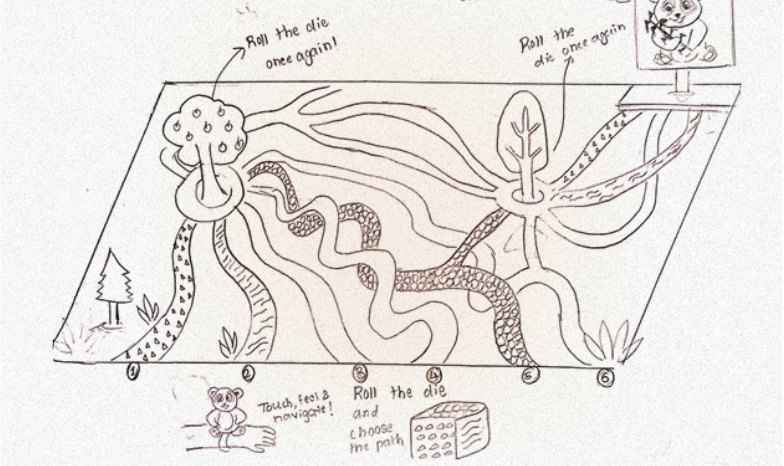 Roll the die
once again!
Roll the
die once again
1 2 3 4 5 6
Touch, feel &
navigate!
Roll the die
and
choose
the path